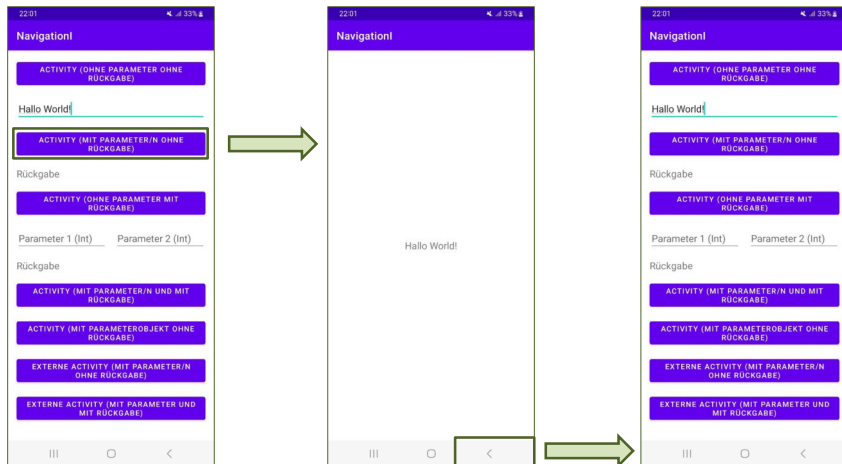 22:01 33%
NavigationI
ACTIVITY (OHNE PARAMETER OHNE
RÜCKGABE)
Hallo World!
ACTIVITY (MIT PARAMETER/N OHNE
RÜCKGABE)
Rückgabe
ACTIVITY (OHNE PARAMETER MIT
RÜCKGABE)
Parameter 1 (Int) Parameter 2 (Int)
Rückgabe
ACTIVITY (MIT PARAMETER/N UND MIT
RÜCKGABE)
ACTIVITY (MIT PARAMETEROBJEKT OHNE
RÜCKGABE)
EXTERNE ACTIVITY (MIT PARAMETER/N
OHNE RÜCKGABE)
EXTERNE ACTIVITY (MIT PARAMETER UND
MIT RÜCKGABE)
22:01 33%
NavigationI
Hallo World!
22:01 33%
NavigationI
ACTIVITY (OHNE PARAMETER OHNE
RÜCKGABE)
Hallo World!
ACTIVITY (MIT PARAMETER/N OHNE
RÜCKGABE)
Rückgabe
ACTIVITY (OHNE PARAMETER MIT
RÜCKGABE)
Parameter 1 (Int) Parameter 2 (Int)
Rückgabe
ACTIVITY (MIT PARAMETER/N UND MIT
RÜCKGABE)
ACTIVITY (MIT PARAMETEROBJEKT OHNE
RÜCKGABE)
EXTERNE ACTIVITY (MIT PARAMETER/N
OHNE RÜCKGABE)
EXTERNE ACTIVITY (MIT PARAMETER UND
MIT RÜCKGABE)